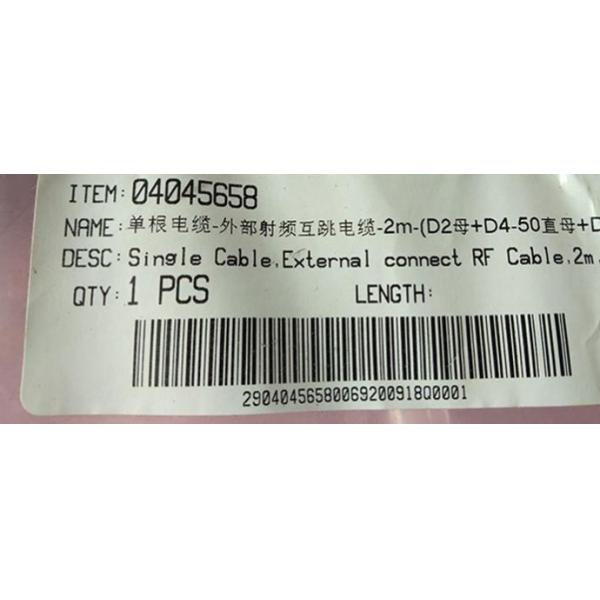 ITEM: 04045658
NAME: 单根电缆-外部射频互跳电缆-2m-(D2母+D4-50直母+D
DESC: Single Cable,External connect RF Cable,2m,
QTY: 1 PCS LENGTH:
2904045658006920091800001